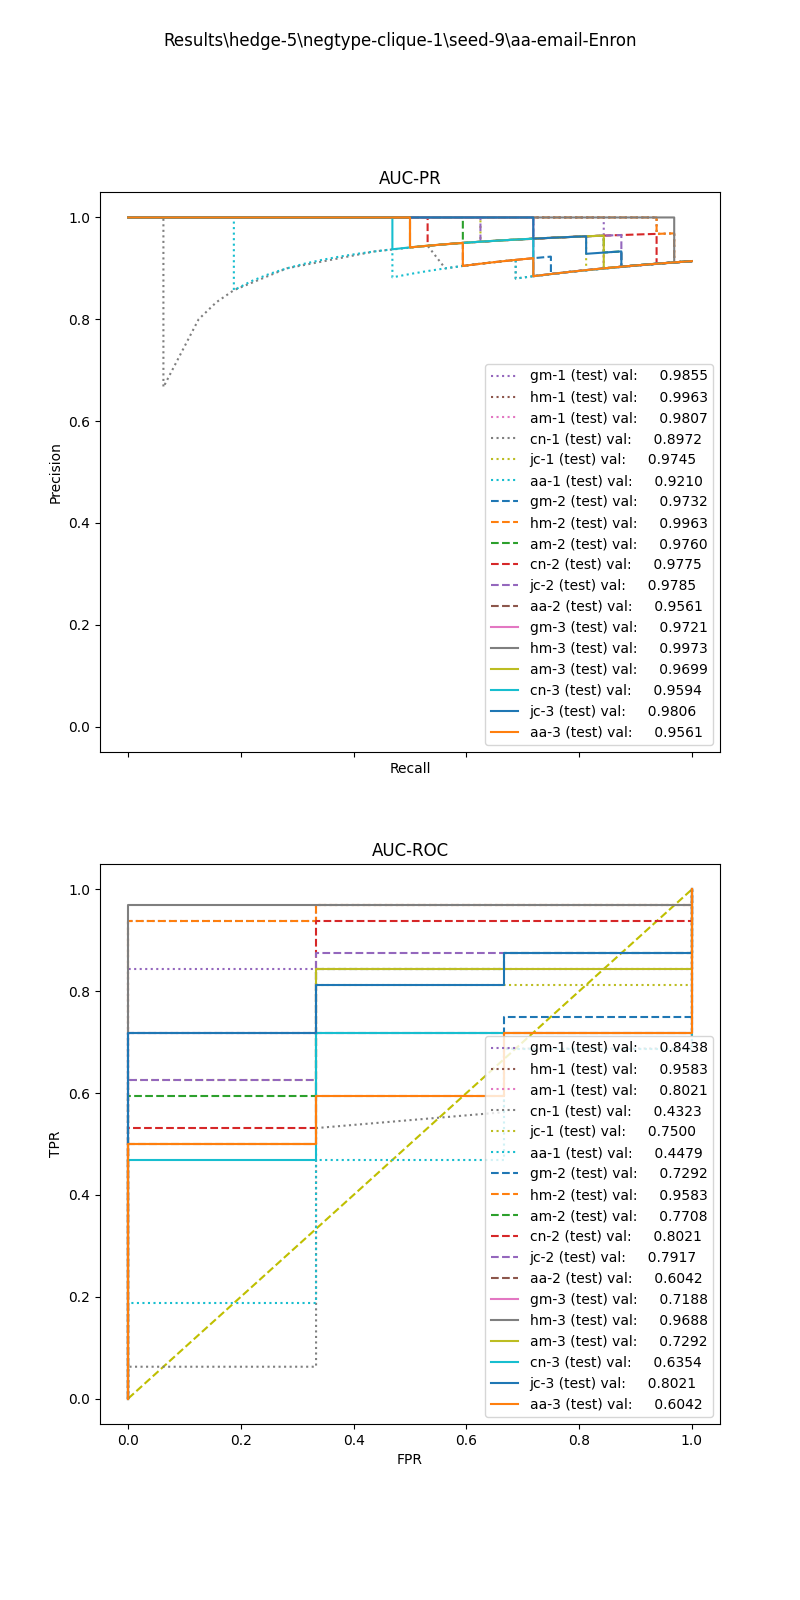 Results\hedge-5\negtype-clique-1\seed-9\aa-email-Enron
AUC-PR
1.0
0.8
0.6
0.4
0.2
0.0
Precision
Recall
gm-1 (test) val: 0.9855
hm-1 (test) val: 0.9963
am-1 (test) val: 0.9807
cn-1 (test) val: 0.8972
jc-1 (test) val: 0.9745
aa-1 (test) val: 0.9210
gm-2 (test) val: 0.9732
hm-2 (test) val: 0.9963
am-2 (test) val: 0.9760
cn-2 (test) val: 0.9775
jc-2 (test) val: 0.9785
aa-2 (test) val: 0.9561
gm-3 (test) val: 0.9721
hm-3 (test) val: 0.9973
am-3 (test) val: 0.9699
cn-3 (test) val: 0.9594
jc-3 (test) val: 0.9806
aa-3 (test) val: 0.9561
AUC-ROC
1.0
0.8
0.6
0.4
0.2
0.0
TPR
0.0 0.2 0.4 0.6 0.8 1.0
FPR
gm-1 (test) val: 0.8438
hm-1 (test) val: 0.9583
am-1 (test) val: 0.8021
cn-1 (test) val: 0.4323
jc-1 (test) val: 0.7500
aa-1 (test) val: 0.4479
gm-2 (test) val: 0.7292
hm-2 (test) val: 0.9583
am-2 (test) val: 0.7708
cn-2 (test) val: 0.8021
jc-2 (test) val: 0.7917
aa-2 (test) val: 0.6042
gm-3 (test) val: 0.7188
hm-3 (test) val: 0.9688
am-3 (test) val: 0.7292
cn-3 (test) val: 0.6354
jc-3 (test) val: 0.8021
aa-3 (test) val: 0.6042